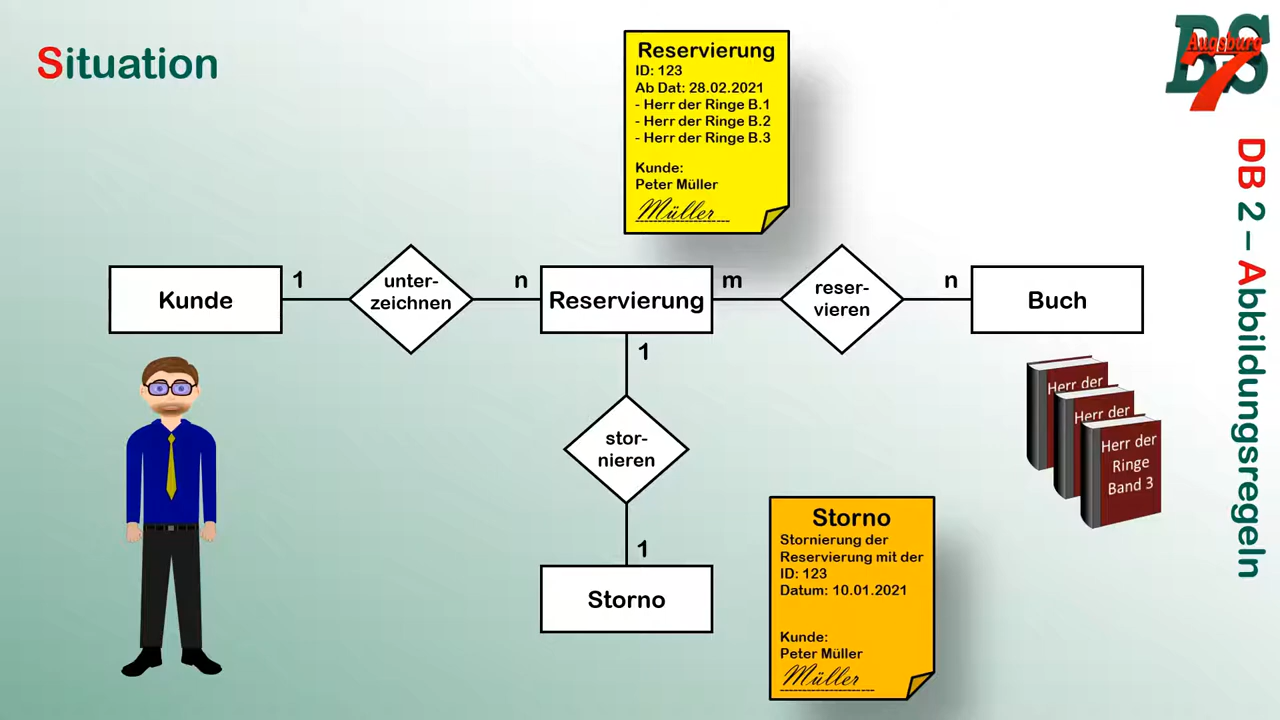 Situation
Reservierung
ID: 123
Ab Dat: 28.02.2021
- Herr der Ringe B.1
- Herr der Ringe B.2
- Herr der Ringe B.3
Kunde:
Peter Müller
Müller
BS
Augsburg
7
DB 2 – Abbildungsregeln
Kunde
1
unter-
zeichnen
n
Reservierung
m
reser-
vieren
n
Buch
1
stor-
nieren
1
Storno
Herr der
Herr der
Herr der
Ringe
Band 3
Storno
Stornierung der
Reservierung mit der
ID: 123
Datum: 10.01.2021
Kunde:
Peter Müller
Müller